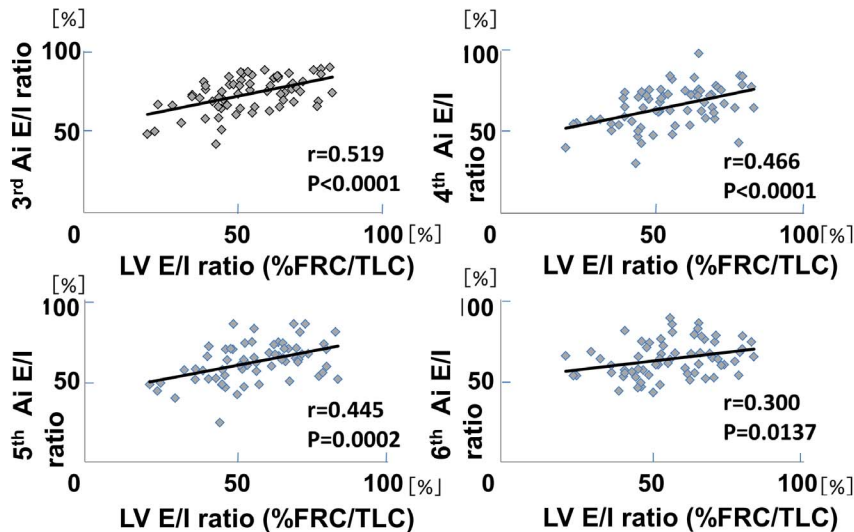 [%]
100
50
0
50
100 [%]
3rd Ai E/I ratio
r=0.519
P<0.0001
LV E/I ratio (%FRC/TLC)
[%]
100
50
0
50
100[%]
4th Ai E/I
ratio
r=0.466
P<0.0001
LV E/I ratio (%FRC/TLC)
[%]
100
50
0
50
100 [%]
5th Ai E/I
ratio
r=0.445
P=0.0002
LV E/I ratio (%FRC/TLC)
[%]
100
50
0
50
100 [%]
6th Ai E/I
ratio
r=0.300
P=0.0137
LV E/I ratio (%FRC/TLC)